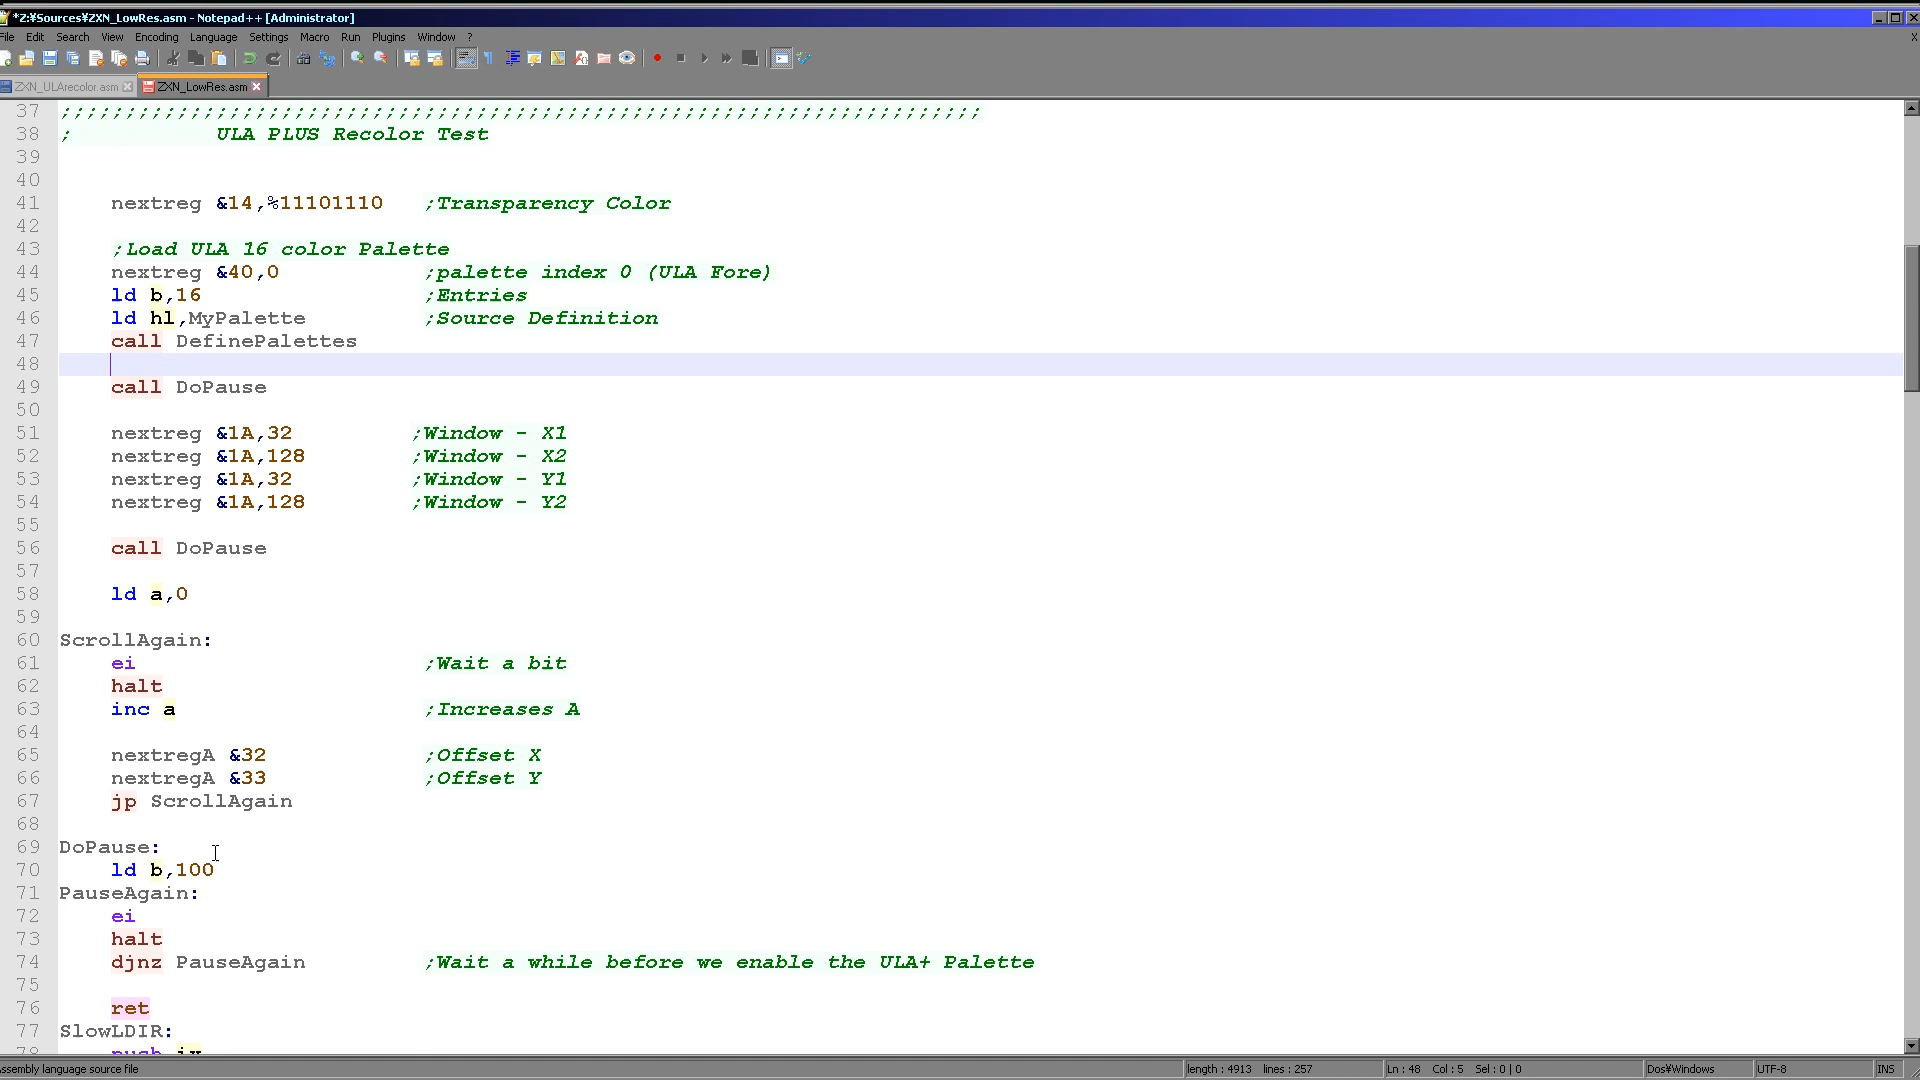 *Z:¥Sources¥ZXN_LowRes.asm - Notepad++ [Administrator]
File Edit Search View Encoding Language Settings Macro Run Plugins Window ? X
ZXN_ULArecolor.asm ZXN_LowRes.asm
37 ;;;;;;;;;;;;;;;;;;;;;;;;;;;;;;;;;;;;;;;;;;;;;;;;;;;;;;;;;;;;;;;;;;;;;;;
38 ; ULA PLUS Recolor Test
39
40
41 nextreg &14,%11101110 ;Transparency Color
42
43 ;Load ULA 16 color Palette
44 nextreg &40,0 ;palette index 0 (ULA Fore)
45 ld b,16 ;Entries
46 ld hl,MyPalette ;Source Definition
47 call DefinePalettes
48
49 call DoPause
50
51 nextreg &1A,32 ;Window - X1
52 nextreg &1A,128 ;Window - X2
53 nextreg &1A,32 ;Window - Y1
54 nextreg &1A,128 ;Window - Y2
55
56 call DoPause
57
58 ld a,0
59
60 ScrollAgain:
61 ei ;Wait a bit
62 halt
63 inc a ;Increases A
64
65 nextregA &32 ;Offset X
66 nextregA &33 ;Offset Y
67 jp ScrollAgain
68
69 DoPause:
70 ld b,100
71 PauseAgain:
72 ei
73 halt
74 djnz PauseAgain ;Wait a while before we enable the ULA+ Palette
75
76 ret
77 SlowLDIR:
78 push ix
Assembly language source file length : 4913 lines : 257 Ln : 48 Col : 5 Sel : 0 | 0 Dos¥Windows UTF-8 INS